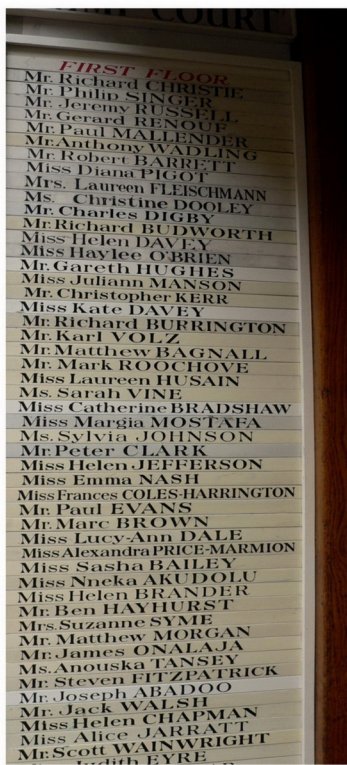 COURT
FIRST FLOOR
Mr. Richard CHRISTIE
Mr. Philip SINGER
Mr. Jeremy RUSSELL
Mr. Gerard RENOUF
Mr. Paul MALLENDER
Mr. Anthony WADLING
Mr. Robert BARRETT
Miss Diana PIGOT
Mrs. Laureen FLEISCHMANN
Ms. Christine DOOLEY
Mr. Charles DIGBY
Mr. Richard BUDWORTH
Miss Helen DAVEY
Miss Haylee O'BRIEN
Mr. Gareth HUGHES
Miss Juliann MANSON
Mr. Christopher KERR
Miss Kate DAVEY
Mr. Richard BURRINGTON
Mr. Karl VOLZ
Mr. Matthew BAGNALL
Mr. Mark ROOCHOVE
Miss Laureen HUSAIN
Ms. Sarah VINE
Miss Catherine BRADSHAW
Miss Margia MOSTAFA
Ms. Sylvia JOHNSON
Mr. Peter CLARK
Miss Helen JEFFERSON
Miss Emma NASH
Miss Frances COLES-HARRINGTON
Mr. Paul EVANS
Mr. Marc BROWN
Miss Lucy-Ann DALE
Miss Alexandra PRICE-MARMION
Miss Sasha BAILEY
Miss Nneka AKUDOLU
Miss Helen BRANDER
Mr. Ben HAYHURST
Mrs. Suzanne SYME
Mr. Matthew MORGAN
Mr. James ONALAJA
Ms. Anouska TANSEY
Mr. Steven FITZPATRICK
Mr. Joseph ABADOO
Mr. Jack WALSH
Miss Helen CHAPMAN
Miss Alice JARRATT
Mr. Scott WAINWRIGHT
Judith EYRE